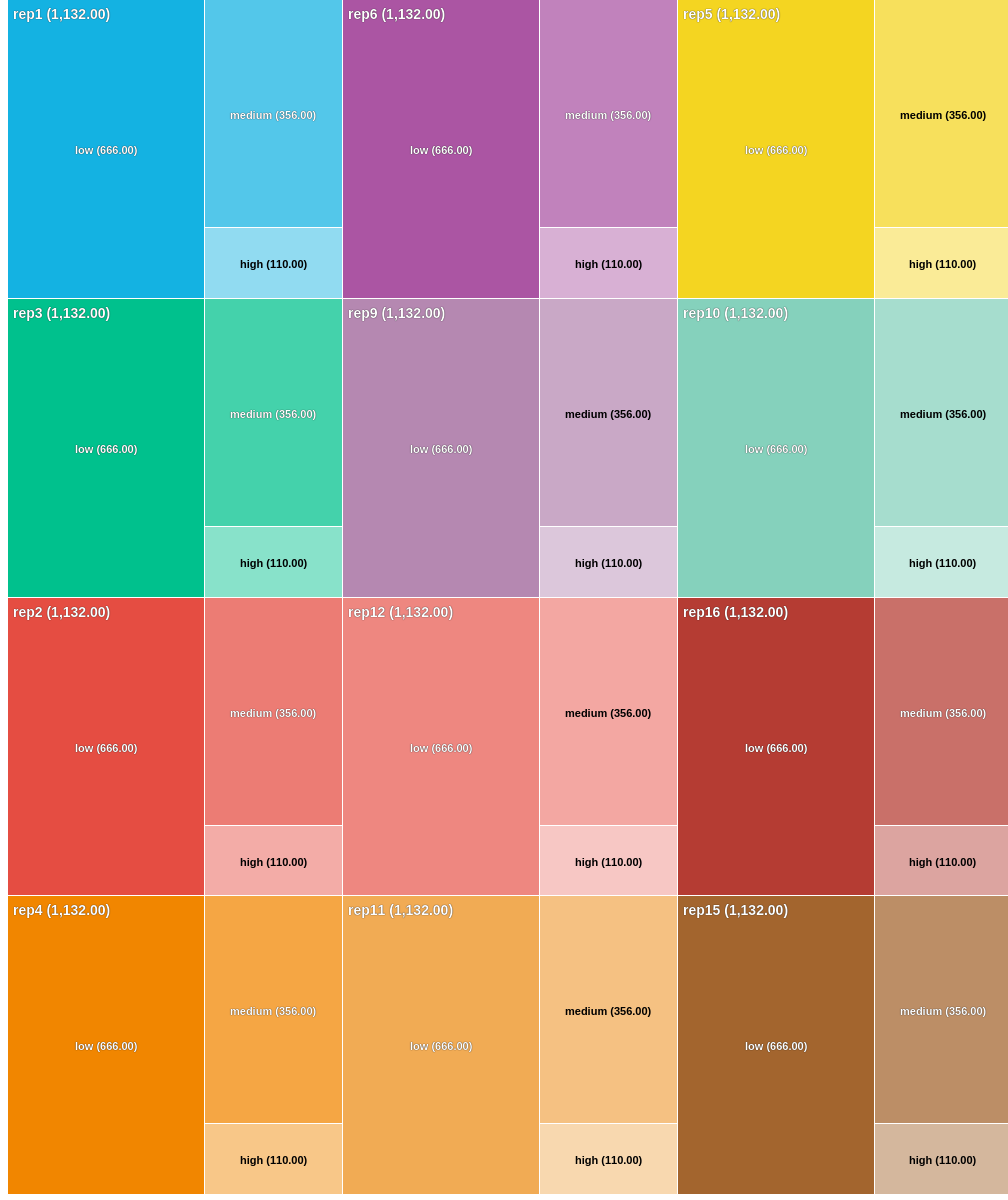 rep1 (1,132.00)
medium (356.00)
low (666.00)
high (110.00)
rep6 (1,132.00)
medium (356.00)
low (666.00)
high (110.00)
rep5 (1,132.00)
medium (356.00)
low (666.00)
high (110.00)
rep3 (1,132.00)
medium (356.00)
low (666.00)
high (110.00)
rep9 (1,132.00)
medium (356.00)
low (666.00)
high (110.00)
rep10 (1,132.00)
medium (356.00)
low (666.00)
high (110.00)
rep2 (1,132.00)
medium (356.00)
low (666.00)
high (110.00)
rep12 (1,132.00)
medium (356.00)
low (666.00)
high (110.00)
rep16 (1,132.00)
medium (356.00)
low (666.00)
high (110.00)
rep4 (1,132.00)
medium (356.00)
low (666.00)
high (110.00)
rep11 (1,132.00)
medium (356.00)
low (666.00)
high (110.00)
rep15 (1,132.00)
medium (356.00)
low (666.00)
high (110.00)